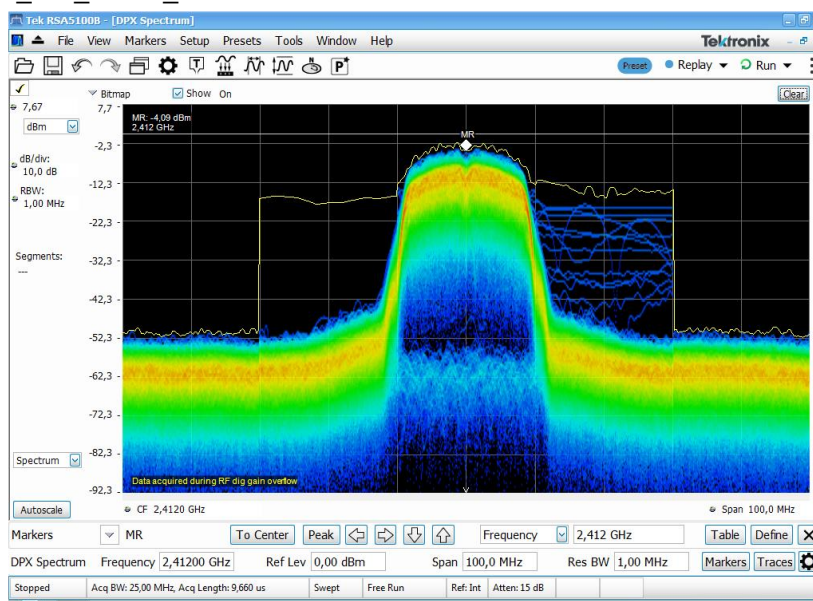 Tek RSA5100B - [DPX Spectrum]
File View Markers Setup Presets Tools Window Help
Tektronix
Preset Replay Run
Bitmap Show On Clear
7,67
dBm
dB/div:
10,0 dB
RBW:
1,00 MHz
Segments:
---
Spectrum
Autoscale
7,7
-2,3
-12,3
-22,3
-32,3
-42,3
-52,3
-62,3
-72,3
-82,3
-92,3
MR: -4,09 dBm
2,412 GHz
MR
Data acquired during RF dig gain overflow
CF 2,4120 GHz Span 100,0 MHz
Markers MR To Center Peak Frequency 2,412 GHz Table Define X
DPX Spectrum Frequency 2,41200 GHz Ref Lev 0,00 dBm Span 100,0 MHz Res BW 1,00 MHz Markers Traces
Stopped Acq BW: 25,00 MHz, Acq Length: 9,660 us Swept Free Run Ref: Int Atten: 15 dB